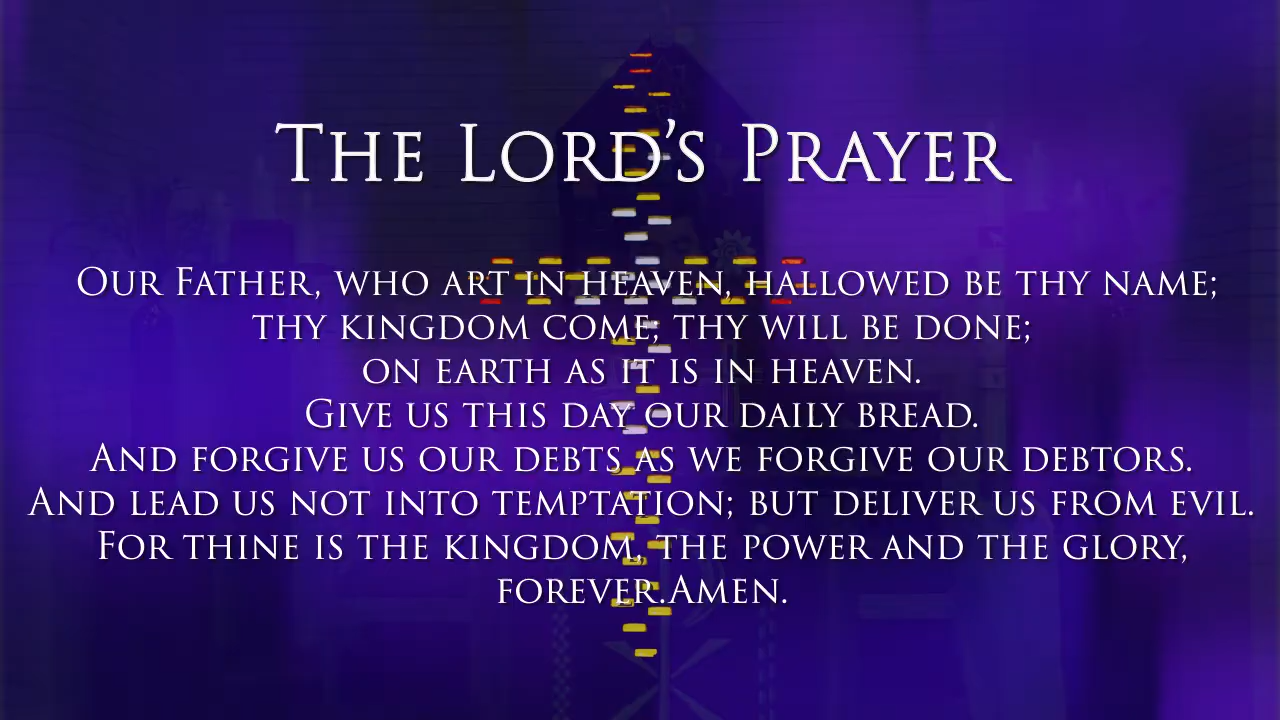 The Lord's Prayer
Our Father, who art in heaven, hallowed be thy name;
thy kingdom come; thy will be done;
on earth as it is in heaven.
Give us this day our daily bread.
And forgive us our debts as we forgive our debtors.
And lead us not into temptation; but deliver us from evil.
For thine is the kingdom, the power and the glory,
forever.Amen.